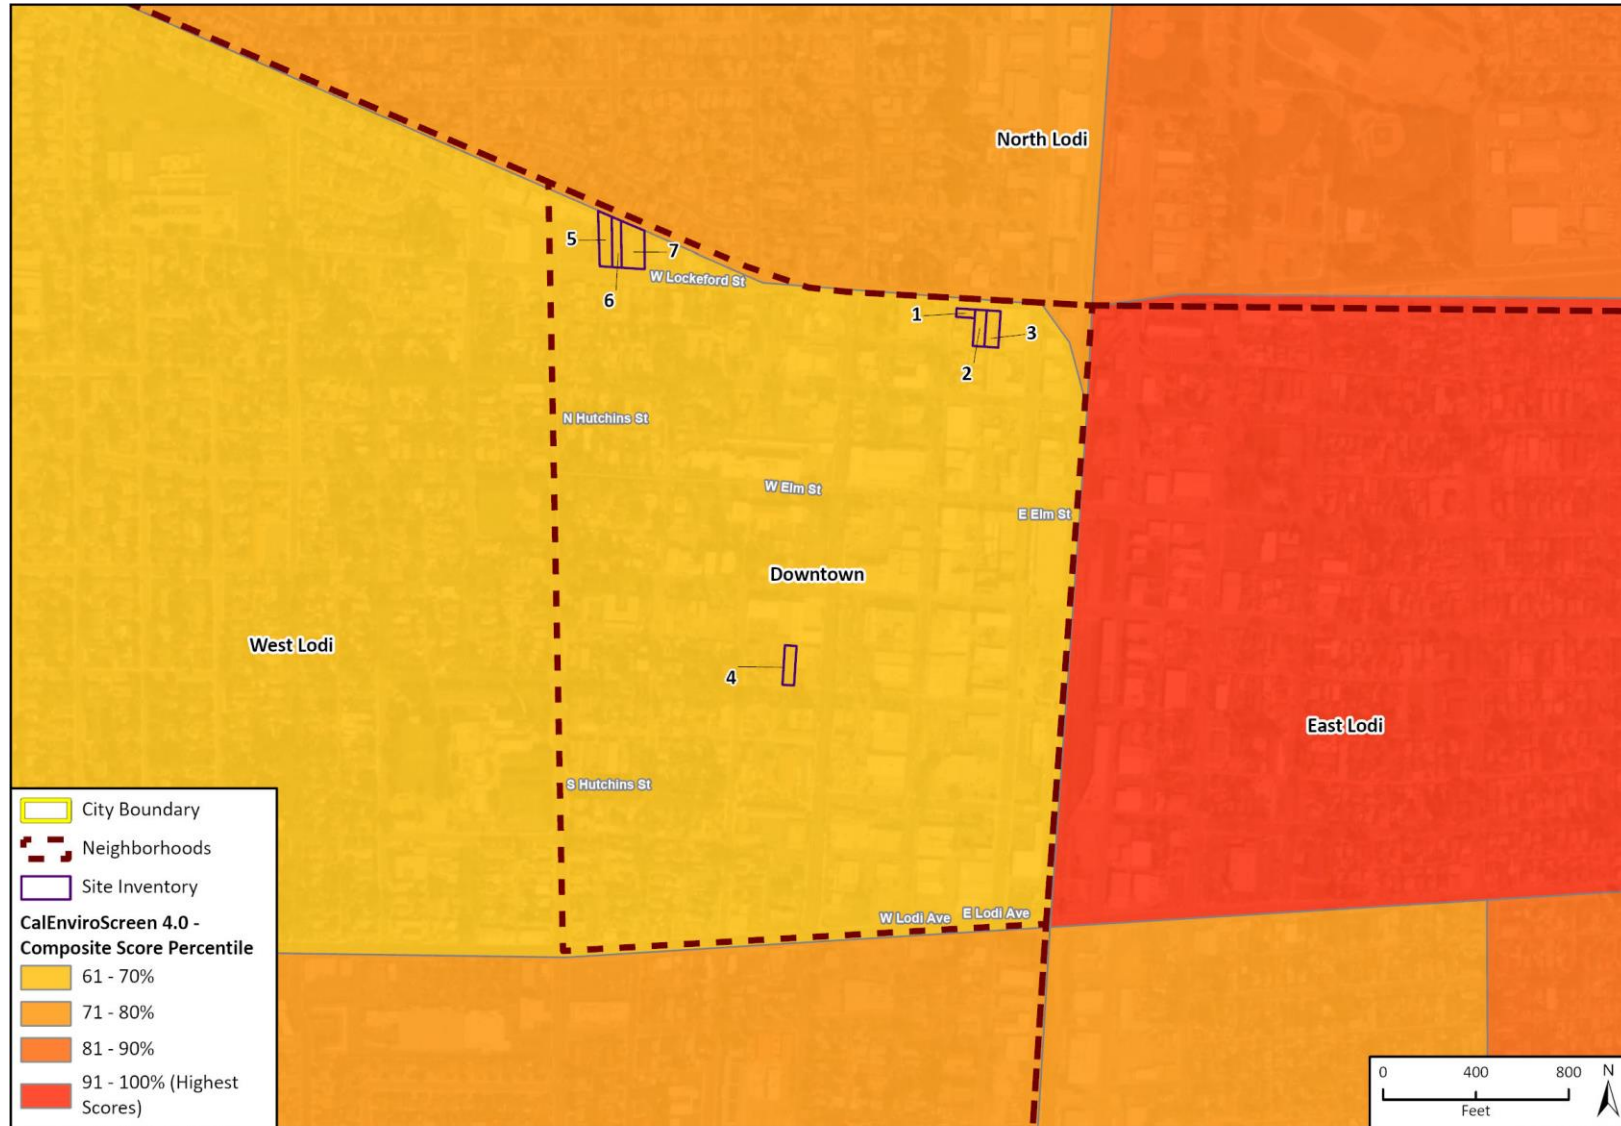 North Lodi
5
7
W Lockeford St
6
1
3
2
N Hutchins St
W Elm St
E Elm St
Downtown
West Lodi
4
East Lodi
S Hutchins St
W Lodi Ave
E Lodi Ave
City Boundary
Neighborhoods
Site Inventory
CalEnviroScreen 4.0 -
Composite Score Percentile
61 - 70%
71 - 80%
81 - 90%
91 - 100% (Highest
Scores)
0 400 800
Feet
N